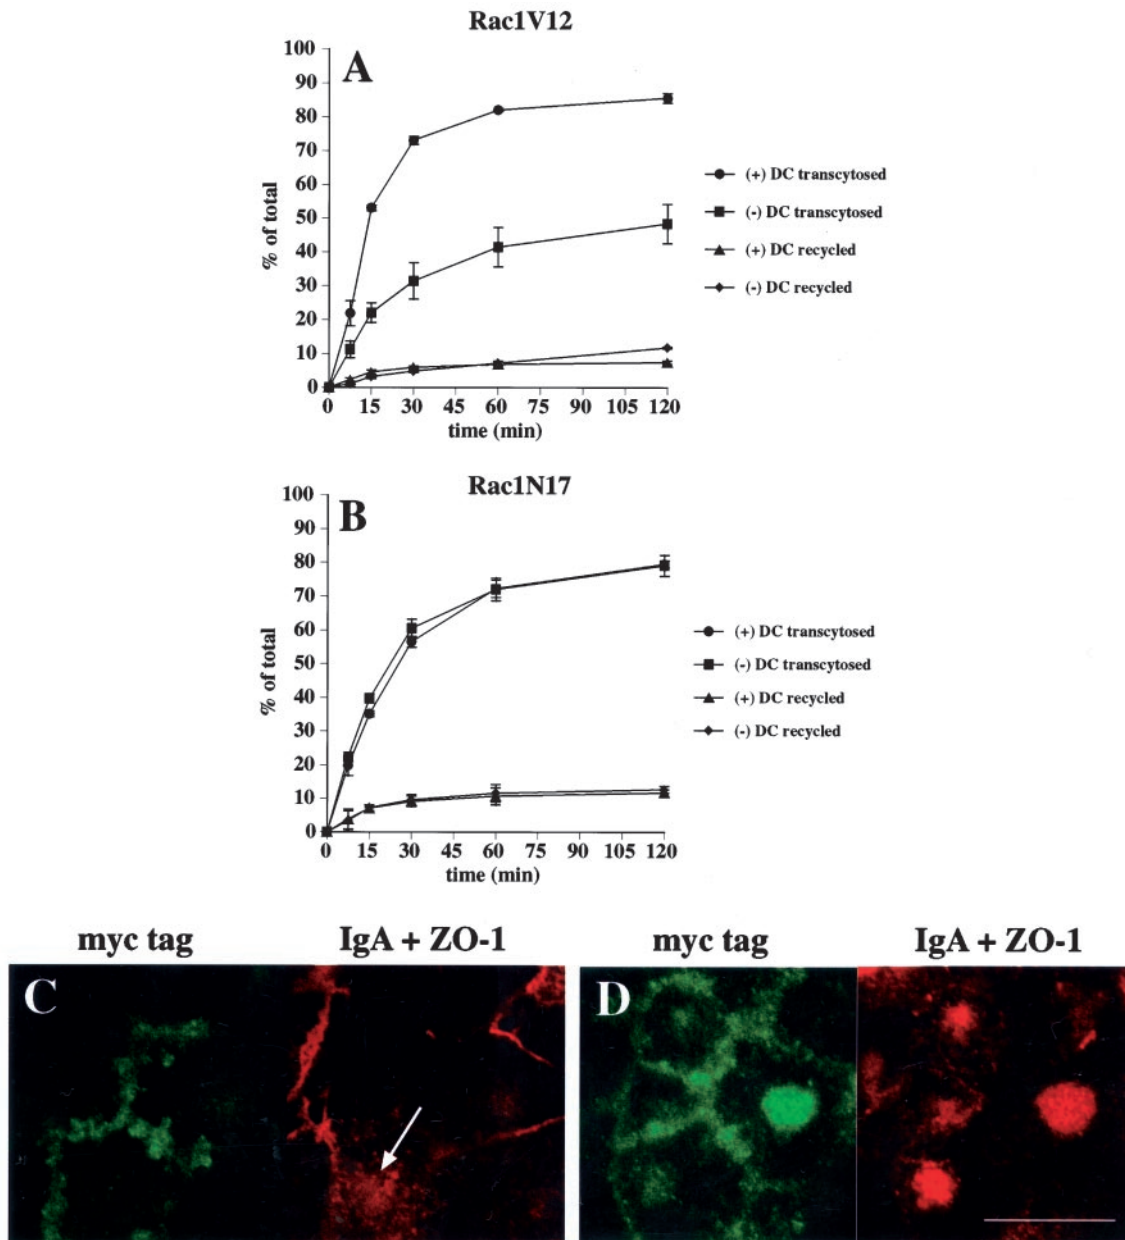 Rac1V12
A
100
90
80
70
60
50
40
30
20
10
0
% of total
0 15 30 45 60 75 90 105 120
time (min)
(+) DC transcytosed
(-) DC transcytosed
(+) DC recycled
(-) DC recycled
Rac1N17
B
100
90
80
70
60
50
40
30
20
10
0
% of total
0 15 30 45 60 75 90 105 120
time (min)
(+) DC transcytosed
(-) DC transcytosed
(+) DC recycled
(-) DC recycled
myc tag IgA + ZO-1 myc tag IgA + ZO-1
C D